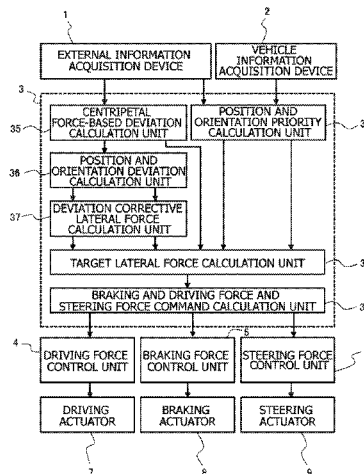 1
2
EXTERNAL INFORMATION
ACQUISITION DEVICE
VEHICLE
INFORMATION
ACQUISITION DEVICE
3
35
CENTRIPETAL
FORCE-BASED DEVIATION
CALCULATION UNIT
POSITION AND
ORIENTATION PRIORITY
CALCULATION UNIT
3
36
POSITION AND
ORIENTATION DEVIATION
CALCULATION UNIT
37
DEVIATION CORRECTIVE
LATERAL FORCE
CALCULATION UNIT
TARGET LATERAL FORCE CALCULATION UNIT
3
BRAKING AND DRIVING FORCE AND
STEERING FORCE COMMAND CALCULATION UNIT
3
4
DRIVING FORCE
CONTROL UNIT
BRAKING FORCE
CONTROL UNIT
STEERING FORCE
CONTROL UNIT
DRIVING
ACTUATOR
BRAKING
ACTUATOR
STEERING
ACTUATOR
7
8
9